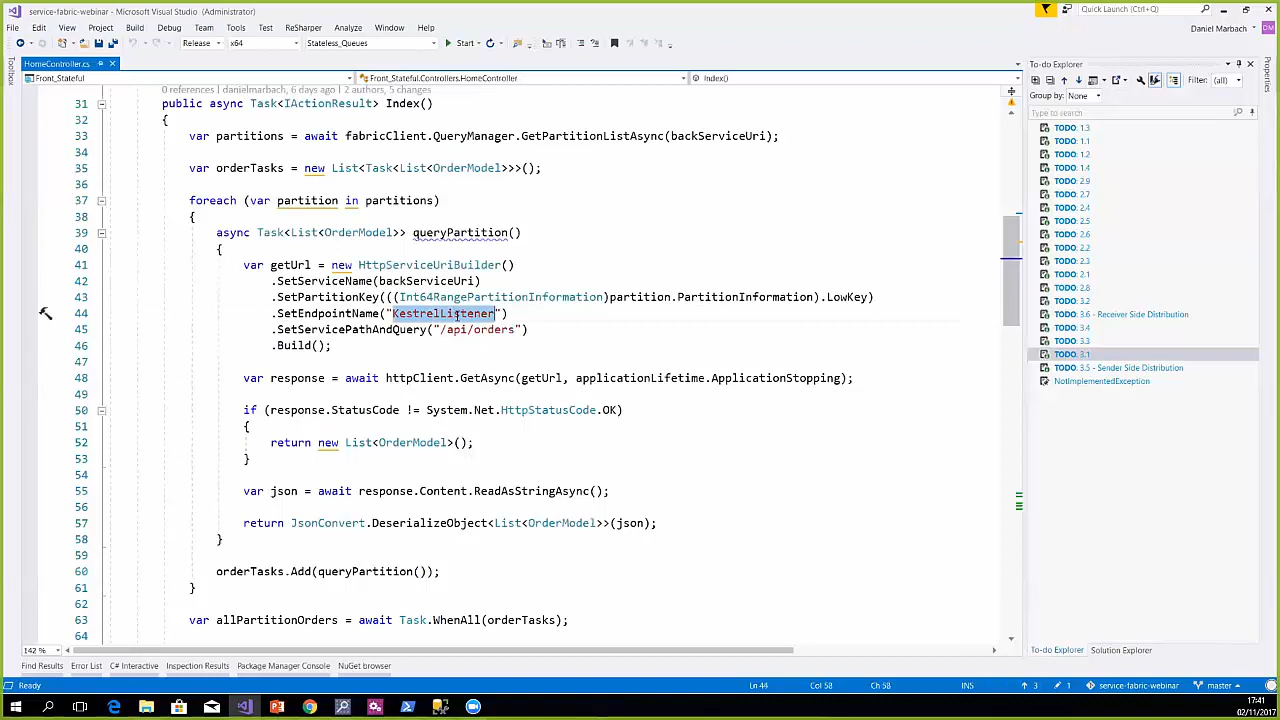 service-fabric-webinar - Microsoft Visual Studio (Administrator)
Quick Launch (Ctrl+Q)
File Edit View Project Build Debug Team Tools Test ReSharper Analyze Window Help
Daniel Marbach
DM
Release x64 Stateless_Queues Start
HomeController.cs
Front_Stateful Front_Stateful.Controllers.HomeController Index()
0 references | danielmarbach, 6 days ago | 2 authors, 5 changes
31 public async Task<IActionResult> Index()
32 {
33 var partitions = await fabricClient.QueryManager.GetPartitionListAsync(backServiceUri);
34
35 var orderTasks = new List<Task<List<OrderModel>>>();
36
37 foreach (var partition in partitions)
38 {
39 async Task<List<OrderModel>> queryPartition()
40 {
41 var getUrl = new HttpServiceUriBuilder()
42 .SetServiceName(backServiceUri)
43 .SetPartitionKey(((Int64RangePartitionInformation)partition.PartitionInformation).LowKey)
44 .SetEndpointName("KestrelListener")
45 .SetServicePathAndQuery("/api/orders")
46 .Build();
47
48 var response = await httpClient.GetAsync(getUrl, applicationLifetime.ApplicationStopping);
49
50 if (response.StatusCode != System.Net.HttpStatusCode.OK)
51 {
52 return new List<OrderModel>();
53 }
54
55 var json = await response.Content.ReadAsStringAsync();
56
57 return JsonConvert.DeserializeObject<List<OrderModel>>(json);
58 }
59
60 orderTasks.Add(queryPartition());
61 }
62
63 var allPartitionOrders = await Task.WhenAll(orderTasks);
64
142 %
Toolbox
Properties
To-do Explorer
Filter: (all)
Group by: None
Type to search
TODO: 1.3
TODO: 1.1
TODO: 1.2
TODO: 1.4
TODO: 2.9
TODO: 2.7
TODO: 2.4
TODO: 2.5
TODO: 2.6
TODO: 2.2
TODO: 2.3
TODO: 2.1
TODO: 2.8
TODO: 3.2
TODO: 3.6 - Receiver Side Distribution
TODO: 3.4
TODO: 3.3
TODO: 3.1
TODO: 3.5 - Sender Side Distribution
NotImplementedException
To-do Explorer Solution Explorer
Find Results Error List C# Interactive Inspection Results Package Manager Console NuGet browser
Ready Ln 44 Col 58 Ch 58 INS 3 1 service-fabric-webinar master
17:41
02/11/2017